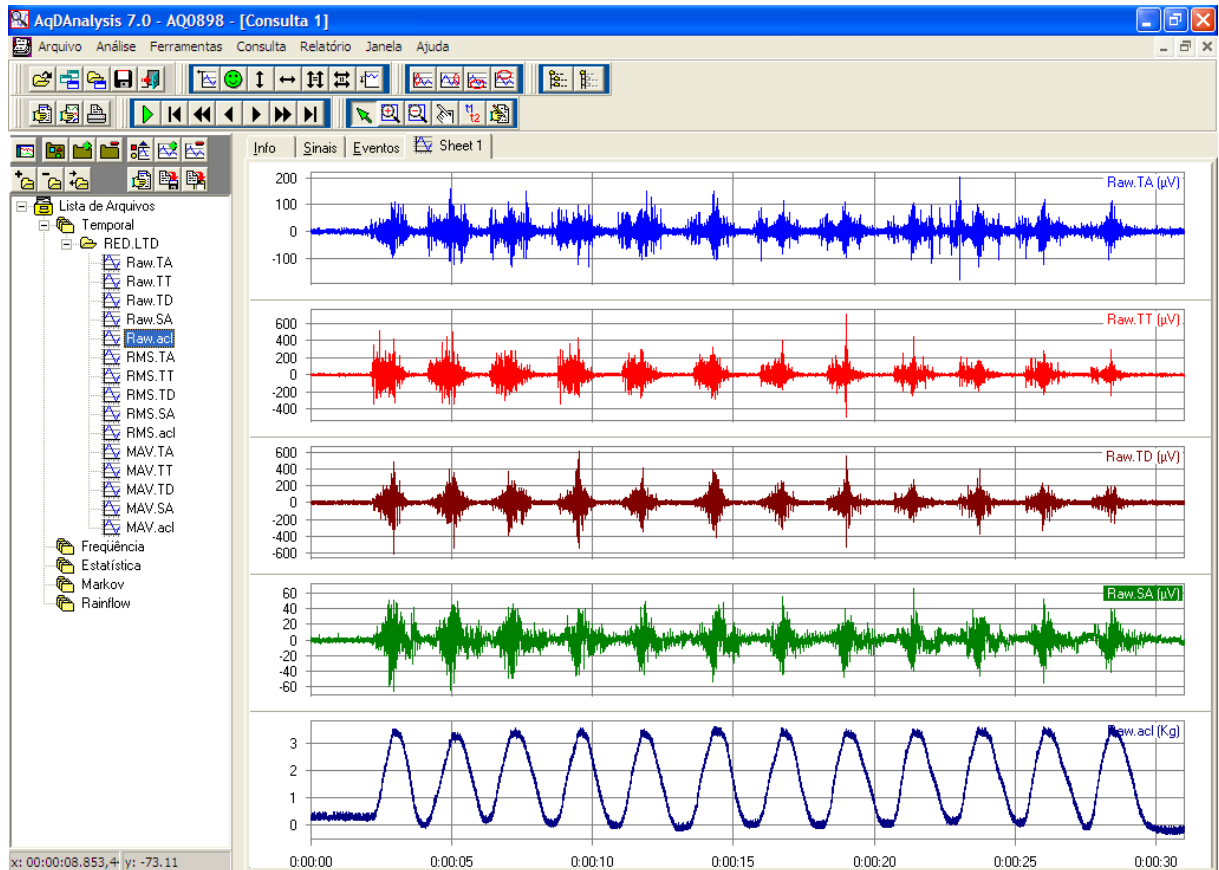 AqDAnalysis 7.0 - AQ0898 - [Consulta 1]
Arquivo Análise Ferramentas Consulta Relatório Janela Ajuda
Info Sinais Eventos Sheet 1
Lista de Arquivos
Temporal
RED.LTD
Raw.TA
Raw.TT
Raw.TD
Raw.SA
Raw.acl
RMS.TA
RMS.TT
RMS.TD
RMS.SA
RMS.acl
MAV.TA
MAV.TT
MAV.TD
MAV.SA
MAV.acl
Freqüência
Estatística
Markov
Rainflow
x: 00:00:08.853,4 y: -73.11
Raw.TA (µV)
200
100
0
-100
Raw.TT (µV)
600
400
200
0
-200
-400
Raw.TD (µV)
600
400
200
0
-200
-400
-600
Raw.SA (µV)
60
40
20
0
-20
-40
-60
Raw.acl (Kg)
3
2
1
0
0:00:00 0:00:05 0:00:10 0:00:15 0:00:20 0:00:25 0:00:30